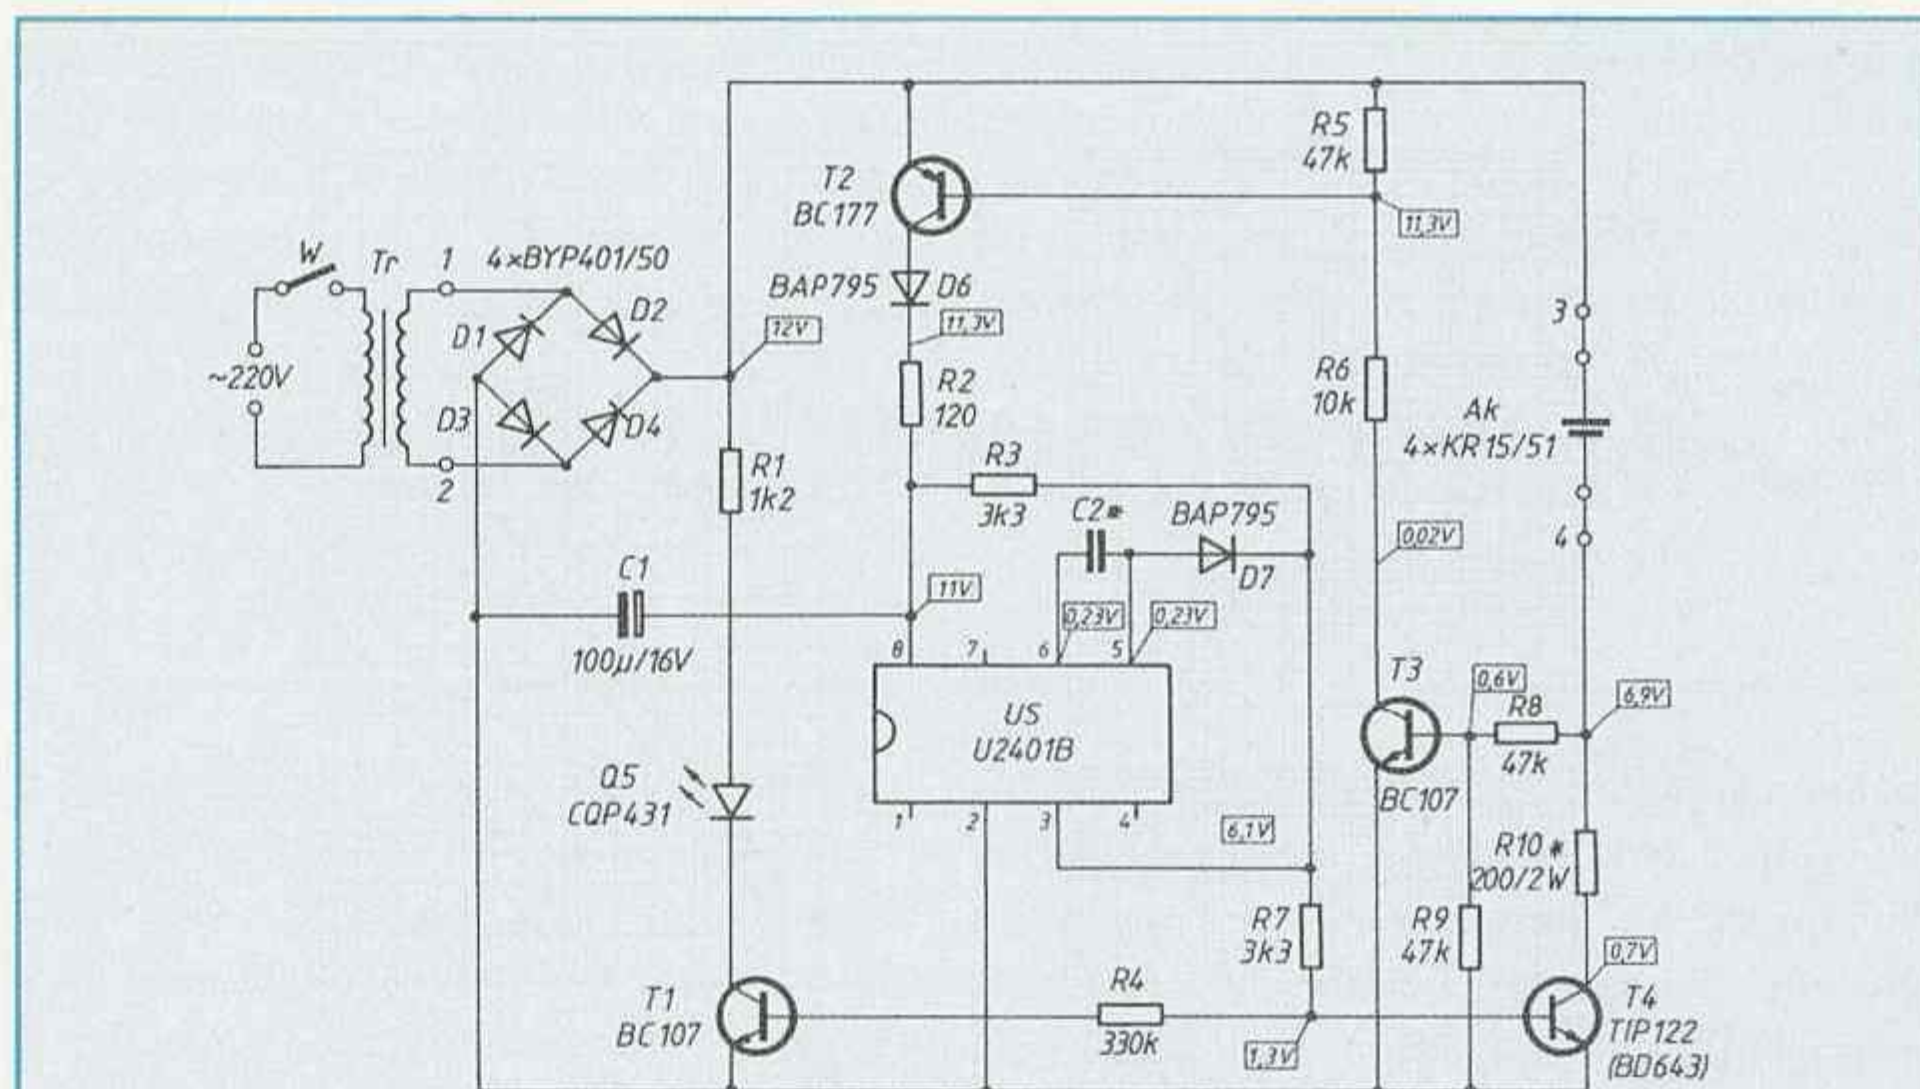 R5
47k
T2
BC177
11,3V
W
Tr
1
4×BYP401/50
D2
BAP795
D6
D1
12V
11,3V
3
~220V
R2
120
R6
10k
Ak
4×KR15/51
D3
D4
2
R1
1k2
R3
3k3
C2*
BAP795
D7
0,02V
4
C1
100μ/16V
11V
0,23V
0,23V
8
7
6
5
US
U2401B
T3
BC107
0,6V
R8
47k
6,9V
Q5
CQP431
1
2
3
4
6,1V
R10*
200/2W
R7
3k3
R9
47k
0,7V
T1
BC107
R4
330k
1,3V
T4
TIP122
(BD643)